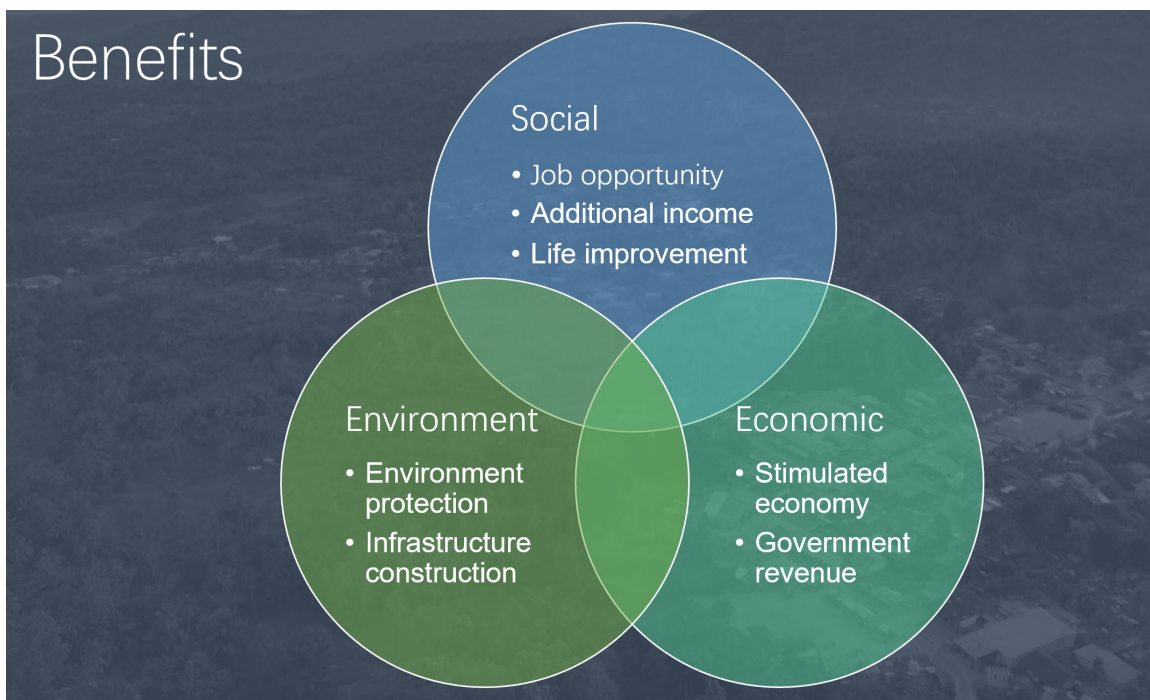 Benefits
Social
• Job opportunity
• Additional income
• Life improvement
Environment
• Environment
protection
• Infrastructure
construction
Economic
• Stimulated
economy
• Government
revenue